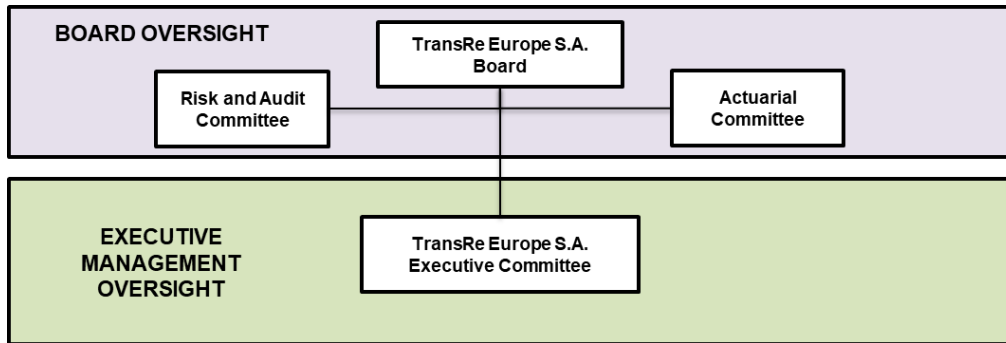 BOARD OVERSIGHT
TransRe Europe S.A.
Board
Risk and Audit
Committee
Actuarial
Committee
EXECUTIVE
MANAGEMENT
OVERSIGHT
TransRe Europe S.A.
Executive Committee